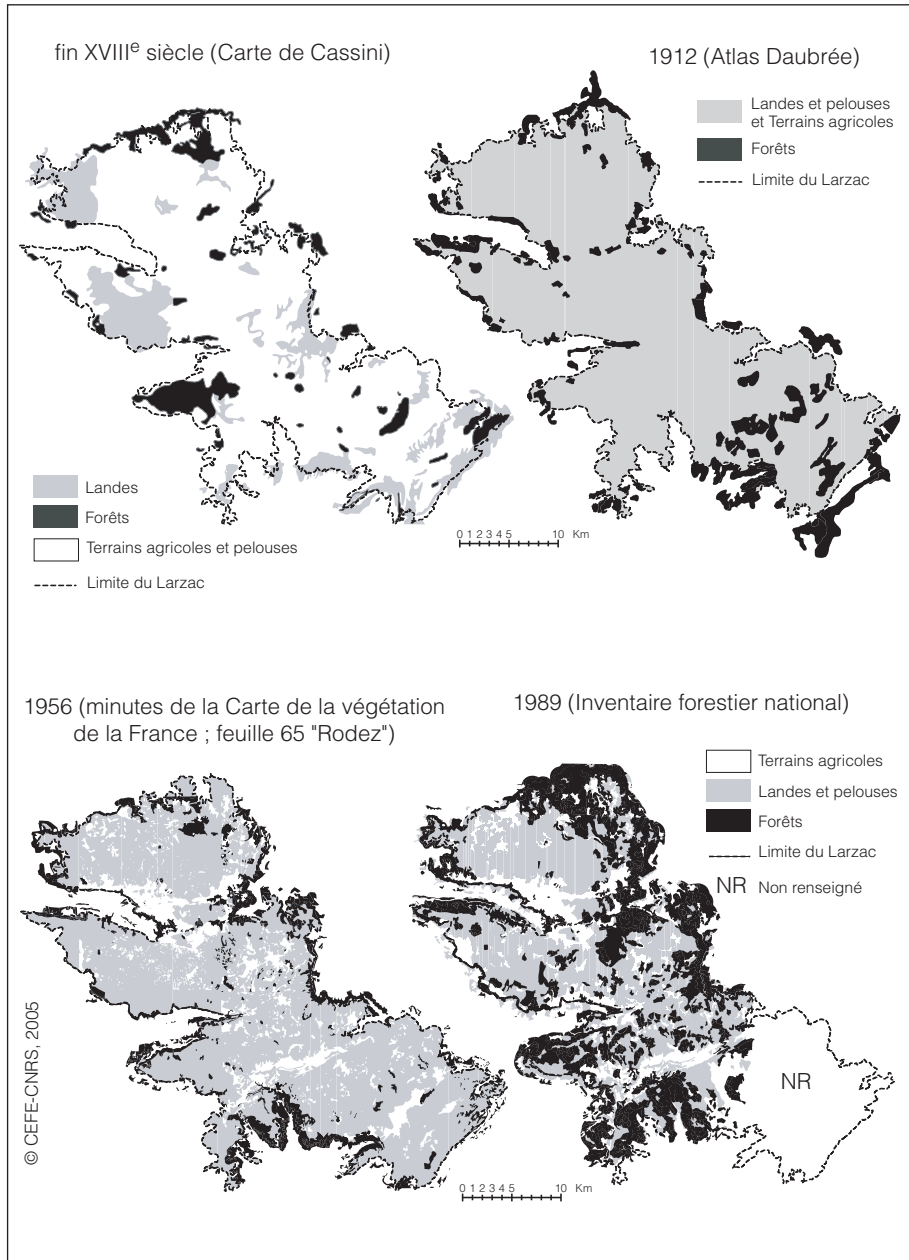 fin XVIIIe siècle (Carte de Cassini)
1912 (Atlas Daubrée)
Landes et pelouses
et Terrains agricoles
Forêts
Limite du Larzac
Landes
Forêts
Terrains agricoles et pelouses
Limite du Larzac
0 1 2 3 4 5 10 Km
1956 (minutes de la Carte de la végétation
de la France ; feuille 65 "Rodez")
1989 (Inventaire forestier national)
Terrains agricoles
Landes et pelouses
Forêts
Limite du Larzac
NR Non renseigné
NR
0 1 2 3 4 5 10 Km
© CEFE-CNRS, 2005